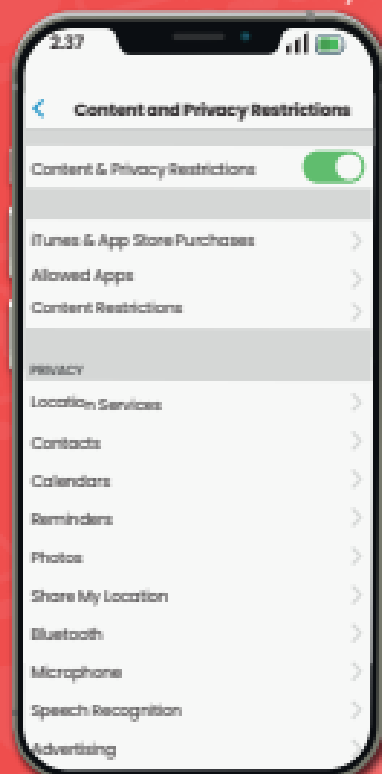 2:37
Content and Privacy Restrictions
Content & Privacy Restrictions
iTunes & App Store Purchases
Allowed Apps
Content Restrictions
PRIVACY
Location Services
Contacts
Calendars
Reminders
Photos
Share My Location
Bluetooth
Microphone
Speech Recognition
Advertising